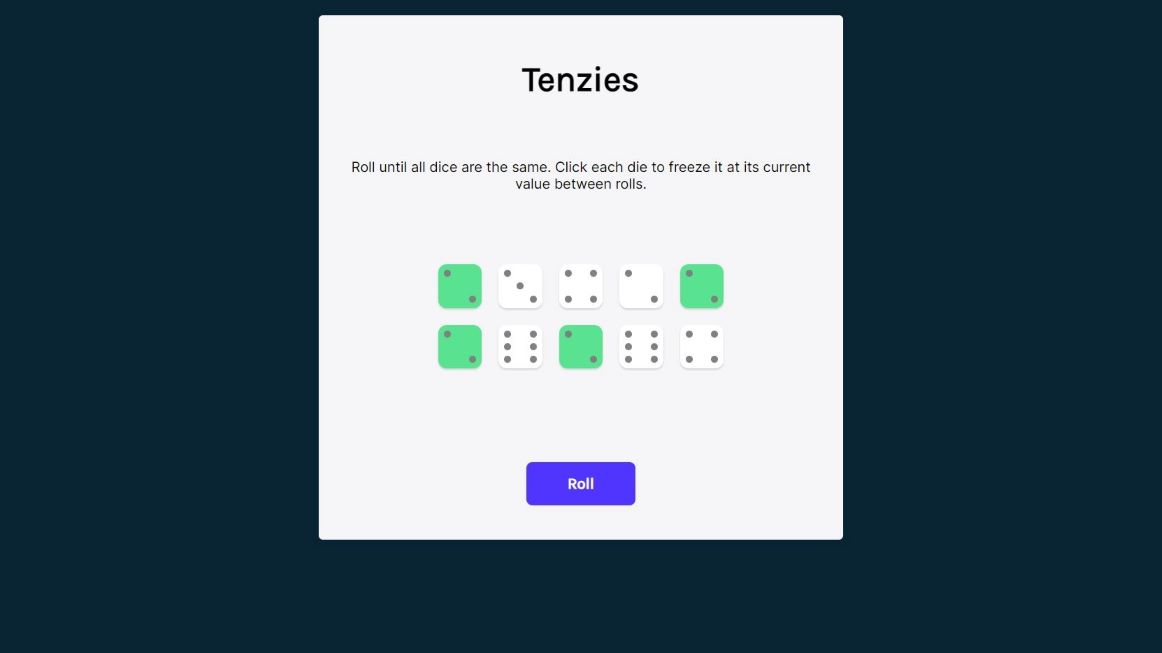 Tenzies
Roll until all dice are the same. Click each die to freeze it at its current
value between rolls.
Roll